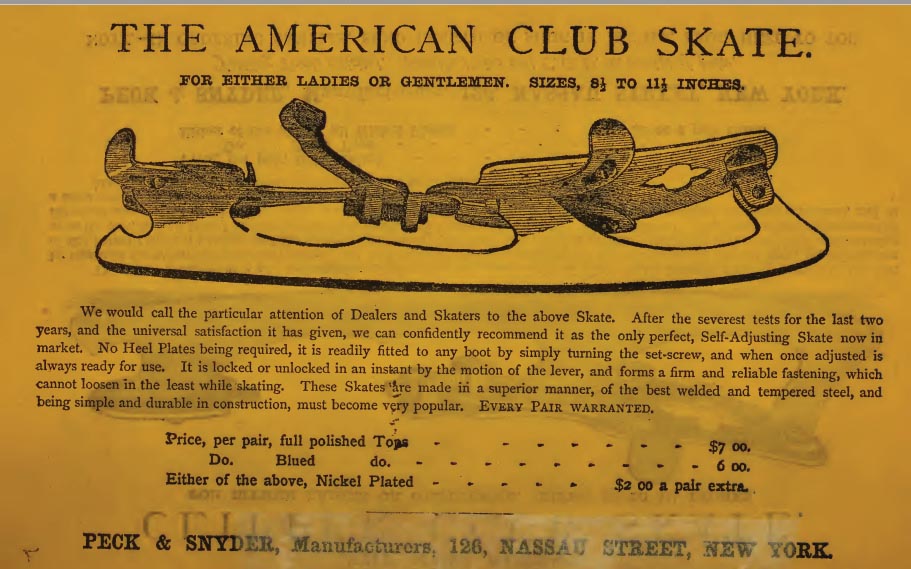 THE AMERICAN CLUB SKATE.
FOR EITHER LADIES OR GENTLEMEN. SIZES, 8½ TO 11½ INCHES.
We would call the particular attention of Dealers and Skaters to the above Skate. After the severest tests for the last two
years, and the universal satisfaction it has given, we can confidently recommend it as the only perfect, Self-Adjusting Skate now in
market. No Heel Plates being required, it is readily fitted to any boot by simply turning the set-screw, and when once adjusted is
always ready for use. It is locked or unlocked in an instant by the motion of the lever, and forms a firm and reliable fastening, which
cannot loosen in the least while skating. These Skates are made in a superior manner, of the best welded and tempered steel, and
being simple and durable in construction, must become very popular. EVERY PAIR WARRANTED.
Price, per pair, full polished Tops - - - - - - - - $7 00.
Do. Blued do. - - - - - - - - - - 6 00.
Either of the above, Nickel Plated - - - - - $2 00 a pair extra.
PECK & SNYDER, Manufacturers, 126, NASSAU STREET, NEW YORK.